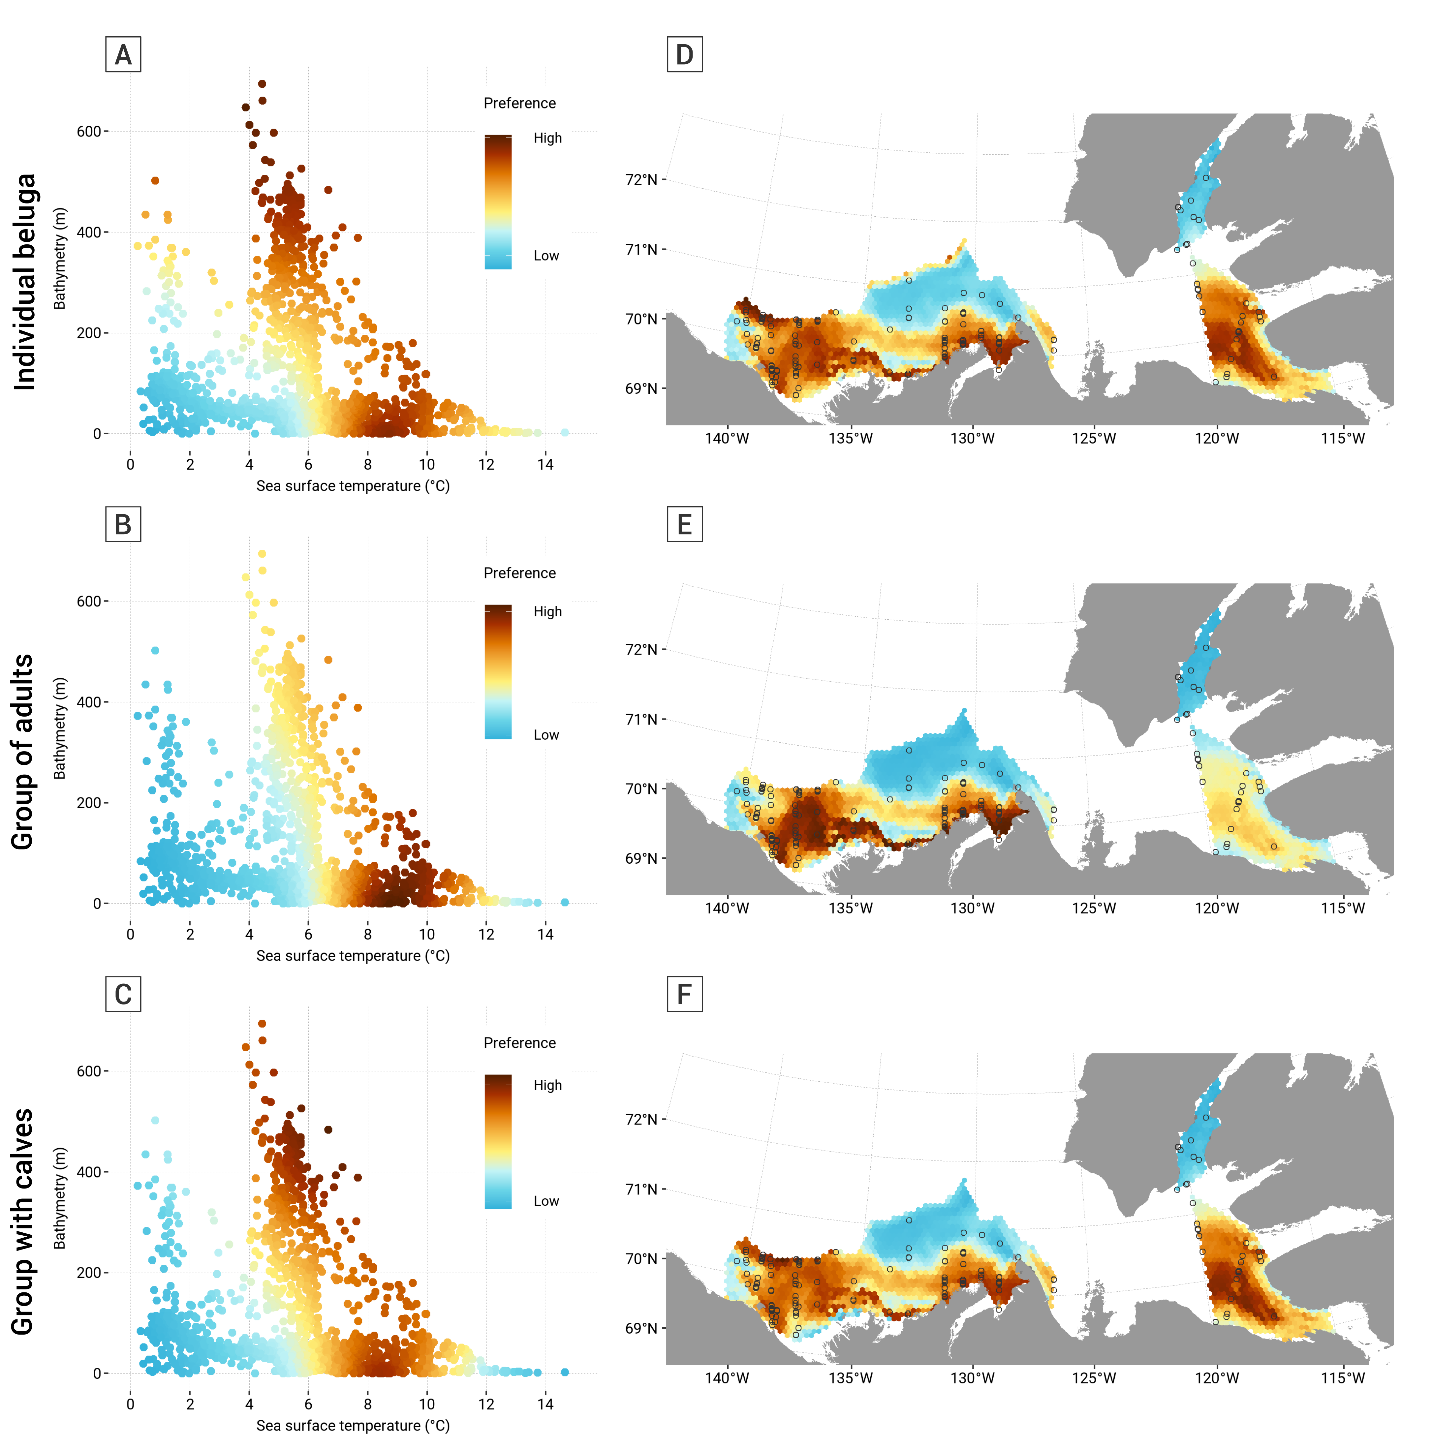 A
Individual beluga
Bathymetry (m)
600
400
200
0
0 2 4 6 8 10 12 14
Sea surface temperature (°C)
Preference
High
Low
D
72°N
71°N
70°N
69°N
140°W 135°W 130°W 125°W 120°W 115°W
B
Group of adults
Bathymetry (m)
600
400
200
0
0 2 4 6 8 10 12 14
Sea surface temperature (°C)
Preference
High
Low
E
72°N
71°N
70°N
69°N
140°W 135°W 130°W 125°W 120°W 115°W
C
Group with calves
Bathymetry (m)
600
400
200
0
0 2 4 6 8 10 12 14
Sea surface temperature (°C)
Preference
High
Low
F
72°N
71°N
70°N
69°N
140°W 135°W 130°W 125°W 120°W 115°W